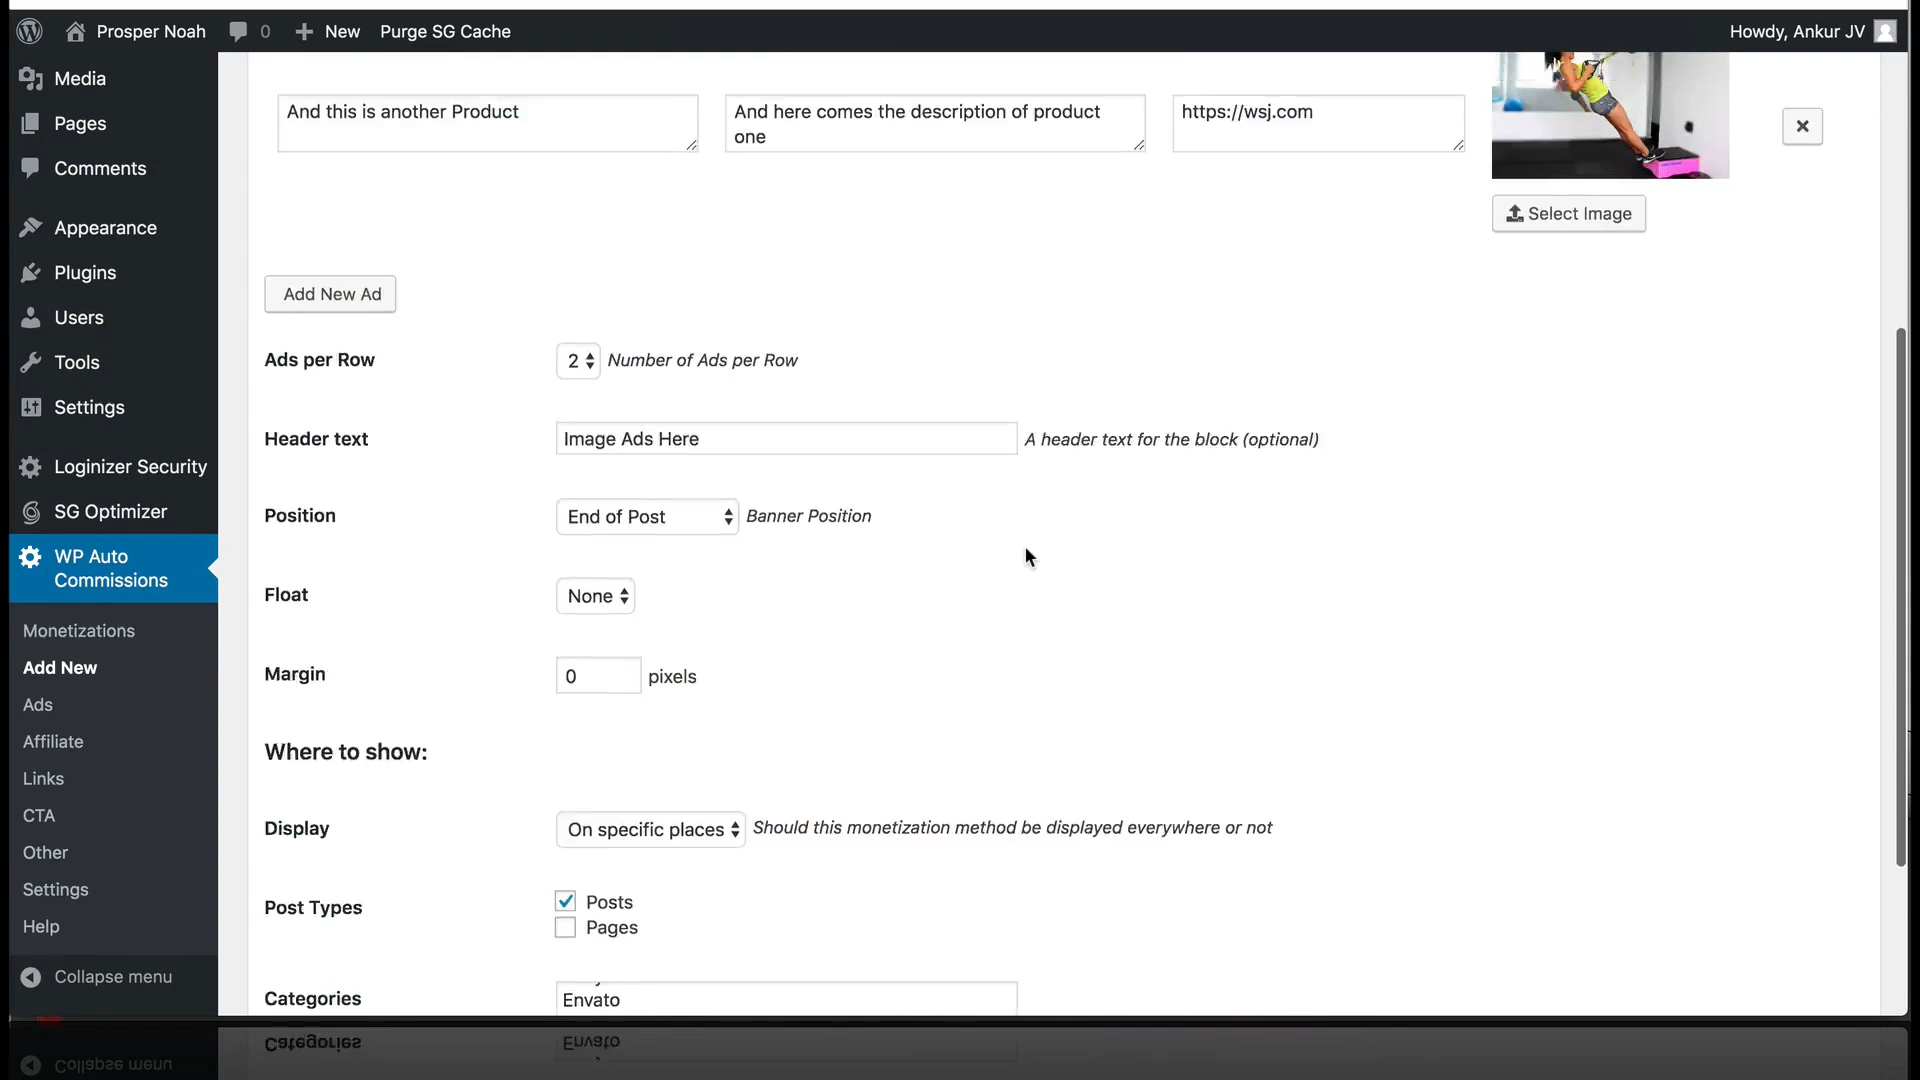 Prosper Noah
0
New
Purge SG Cache
Howdy, Ankur JV
Media
Pages
Comments
Appearance
Plugins
Users
Tools
Settings
Loginizer Security
SG Optimizer
WP Auto
Commissions
Monetizations
Add New
Ads
Affiliate
Links
CTA
Other
Settings
Help
Collapse menu
And this is another Product
And here comes the description of product
one
https://wsj.com
Select Image
Add New Ad
Ads per Row
2
Number of Ads per Row
Header text
Image Ads Here
A header text for the block (optional)
Position
End of Post
Banner Position
Float
None
Margin
0
pixels
Where to show:
Display
On specific places
Should this monetization method be displayed everywhere or not
Post Types
Posts
Pages
Categories
Envato